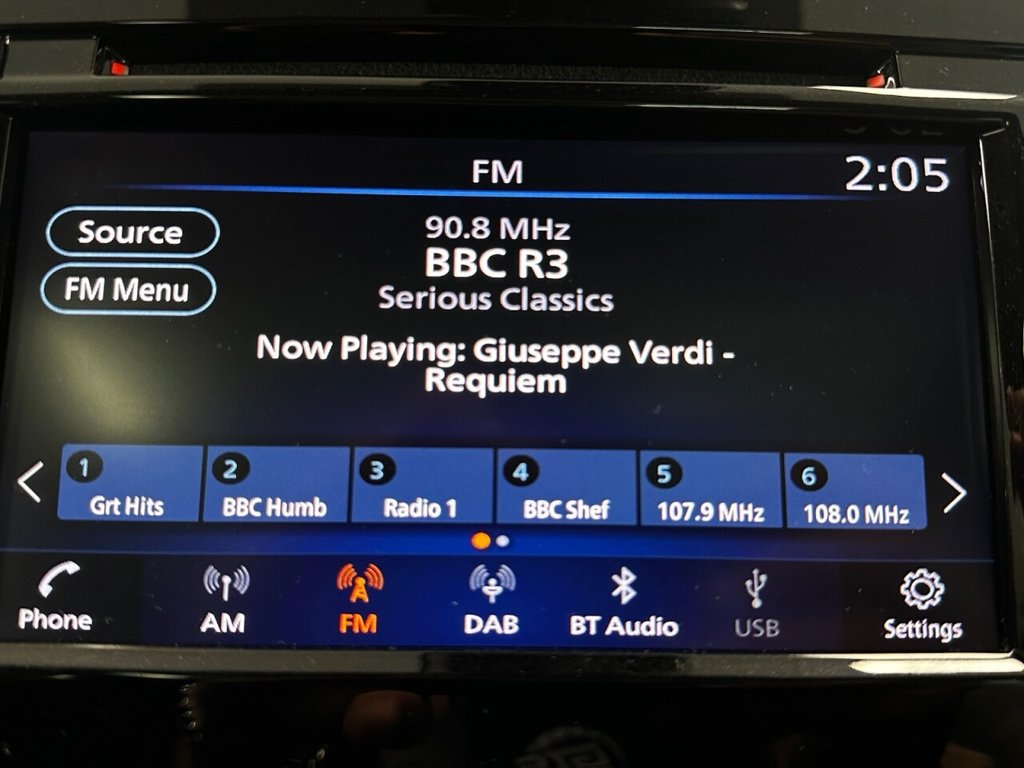 FM
2:05
Source
90.8 MHz
BBC R3
FM Menu
Serious Classics
Now Playing: Giuseppe Verdi -
Requiem
1
2
3
4
5
6
Grt Hits
BBC Humb
Radio 1
BBC Shef
107.9 MHz
108.0 MHz
Phone
AM
FM
DAB
BT Audio
USB
Settings